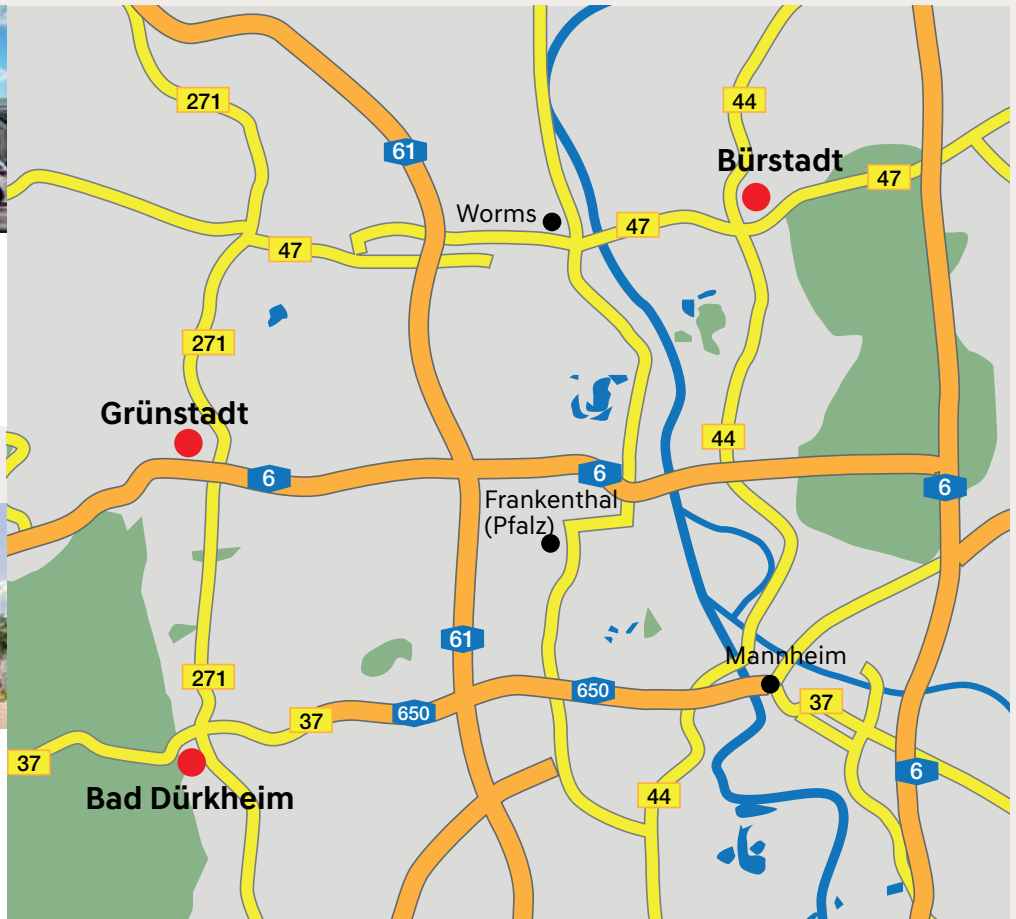 271
44
61
Bürstadt
47
Worms
47
47
271
Grünstadt
44
6
6
6
Frankenthal
(Pfalz)
61
Mannheim
271
650
650
37
37
37
6
Bad Dürkheim
44